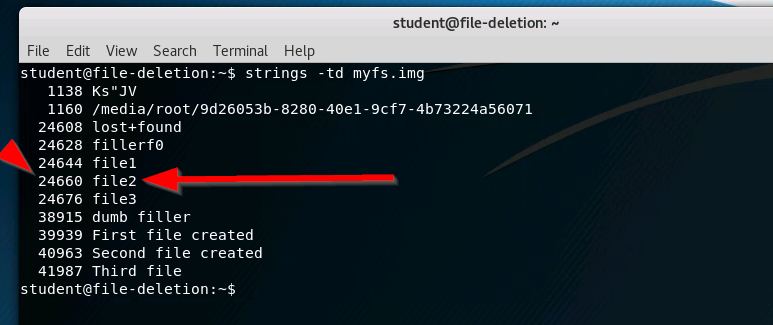 student@file-deletion: ~
File Edit View Search Terminal Help
student@file-deletion:~$ strings -td myfs.img
1138 Ks"JV
1160 /media/root/9d26053b-8280-40e1-9cf7-4b73224a56071
24608 lost+found
24628 fillerf0
24644 file1
24660 file2
24676 file3
38915 dumb filler
39939 First file created
40963 Second file created
41987 Third file
student@file-deletion:~$